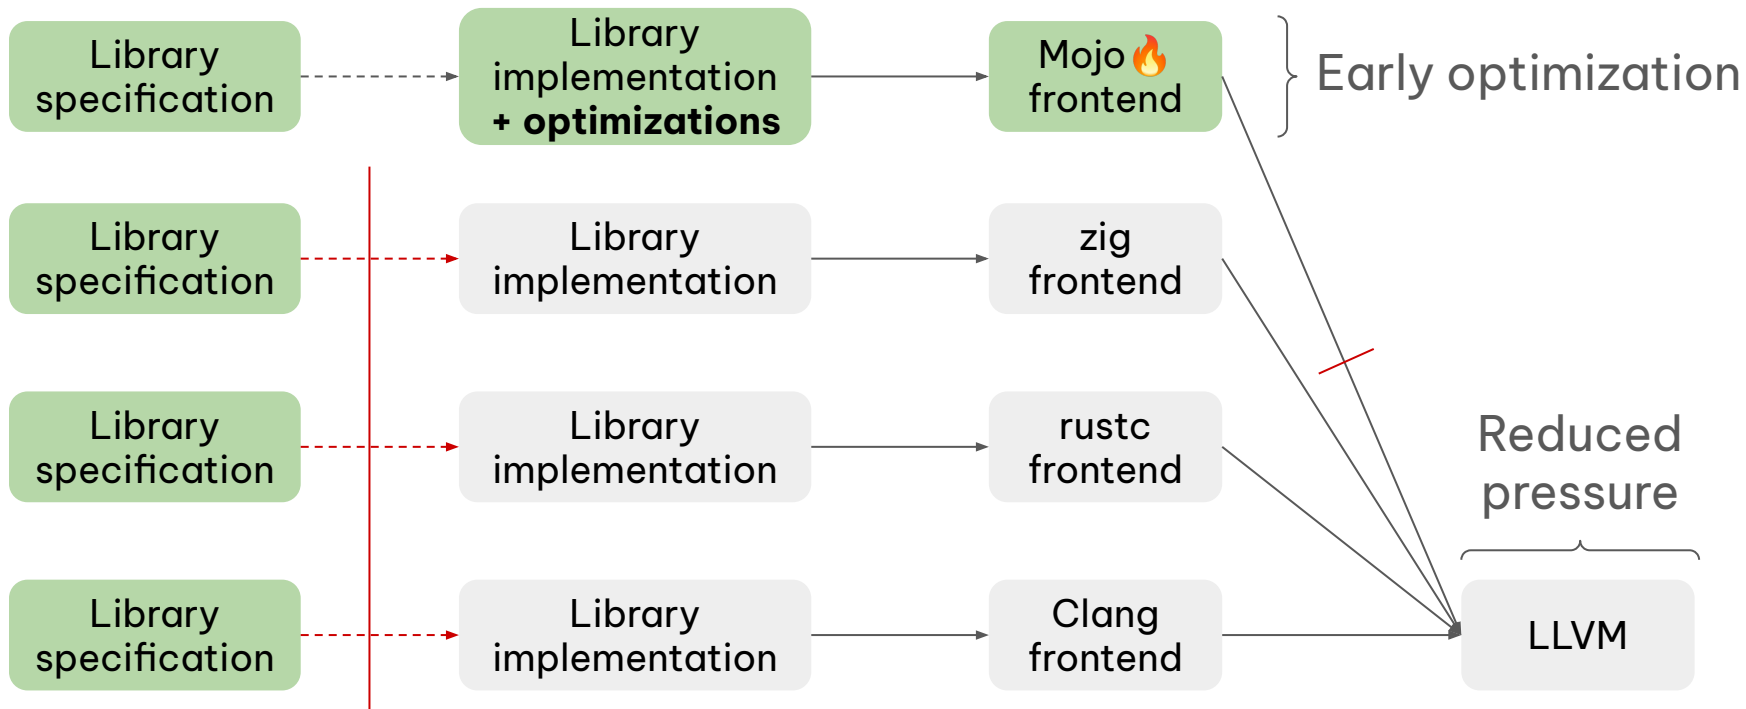 Library
specification
Library
implementation
+ optimizations
Mojo🔥
frontend
Early optimization
Library
specification
Library
implementation
zig
frontend
Library
specification
Library
implementation
rustc
frontend
Reduced
pressure
Library
specification
Library
implementation
Clang
frontend
LLVM